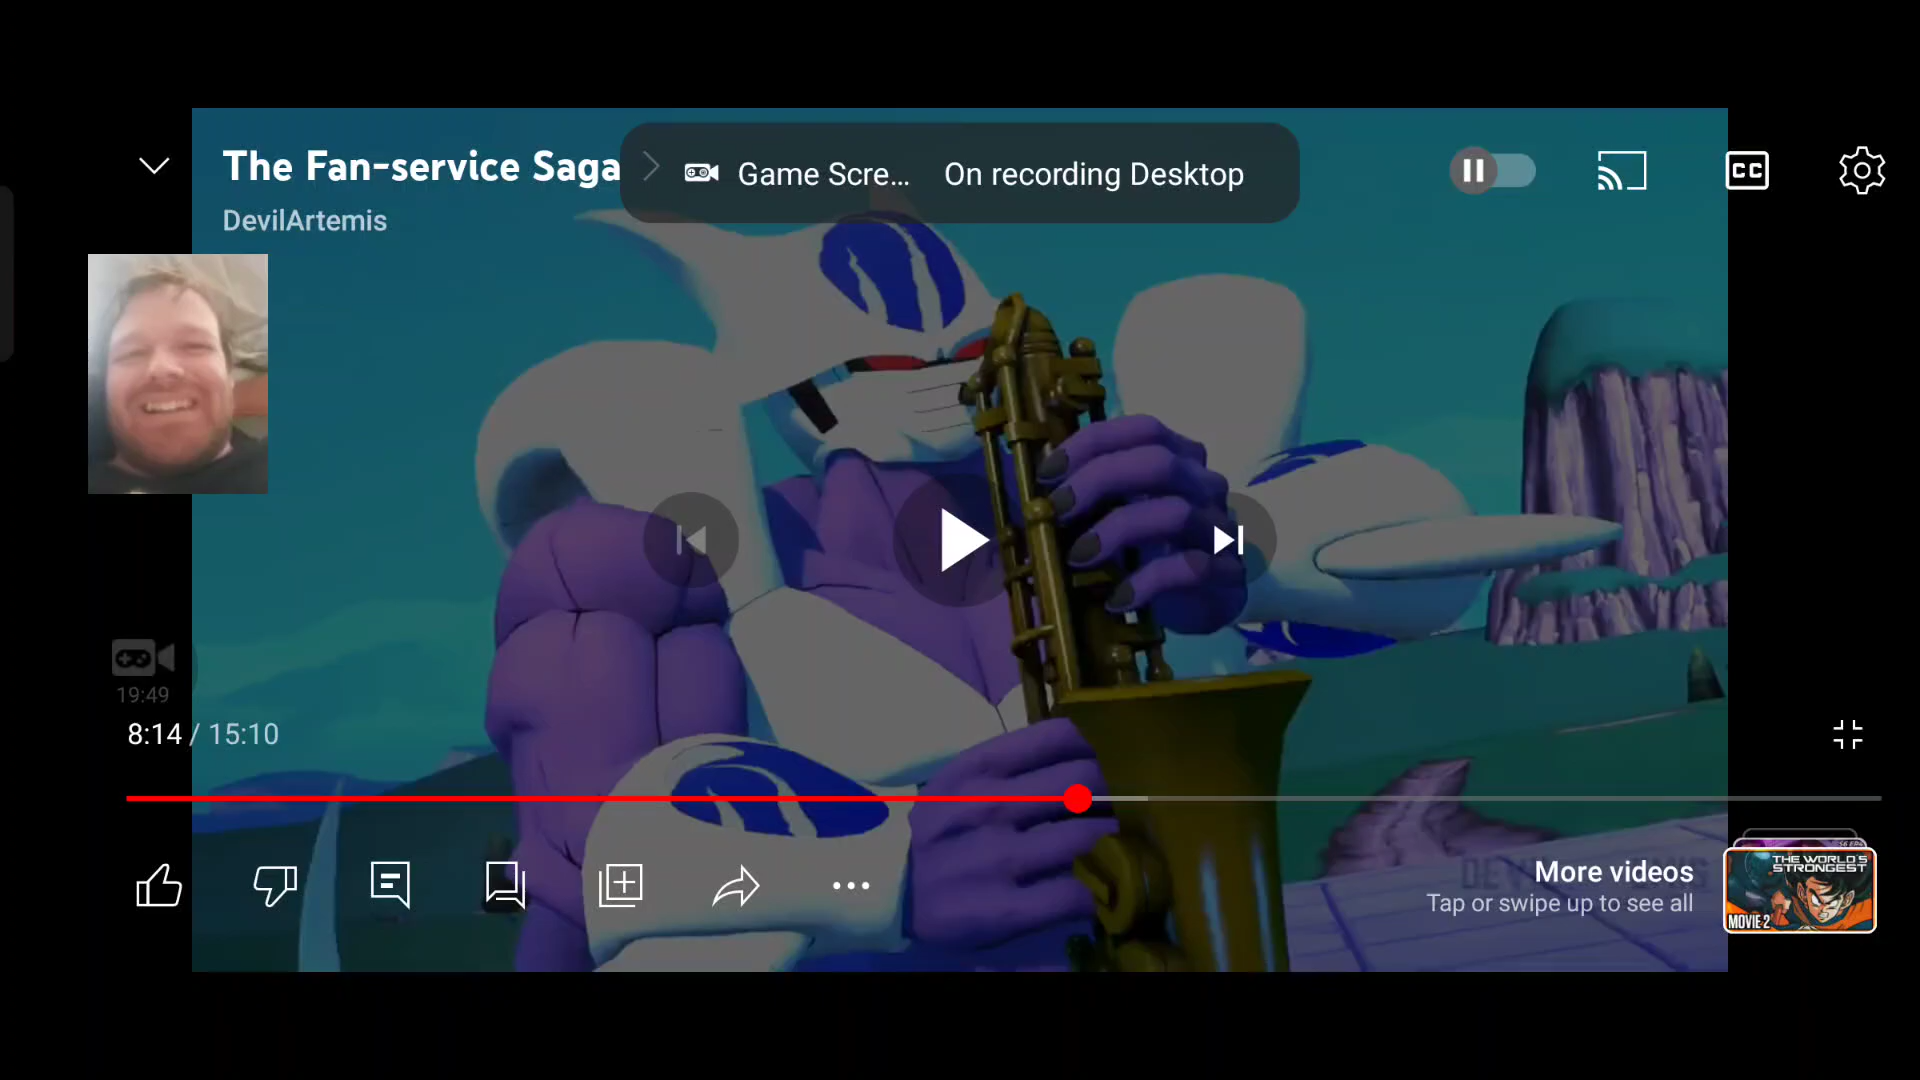 The Fan-service Saga
Game Scre... On recording Desktop
CC
DevilArtemis
19:49
8:14 / 15:10
More videos
Tap or swipe up to see all
THE WORLD'S
STRONGEST
MOVIE 2